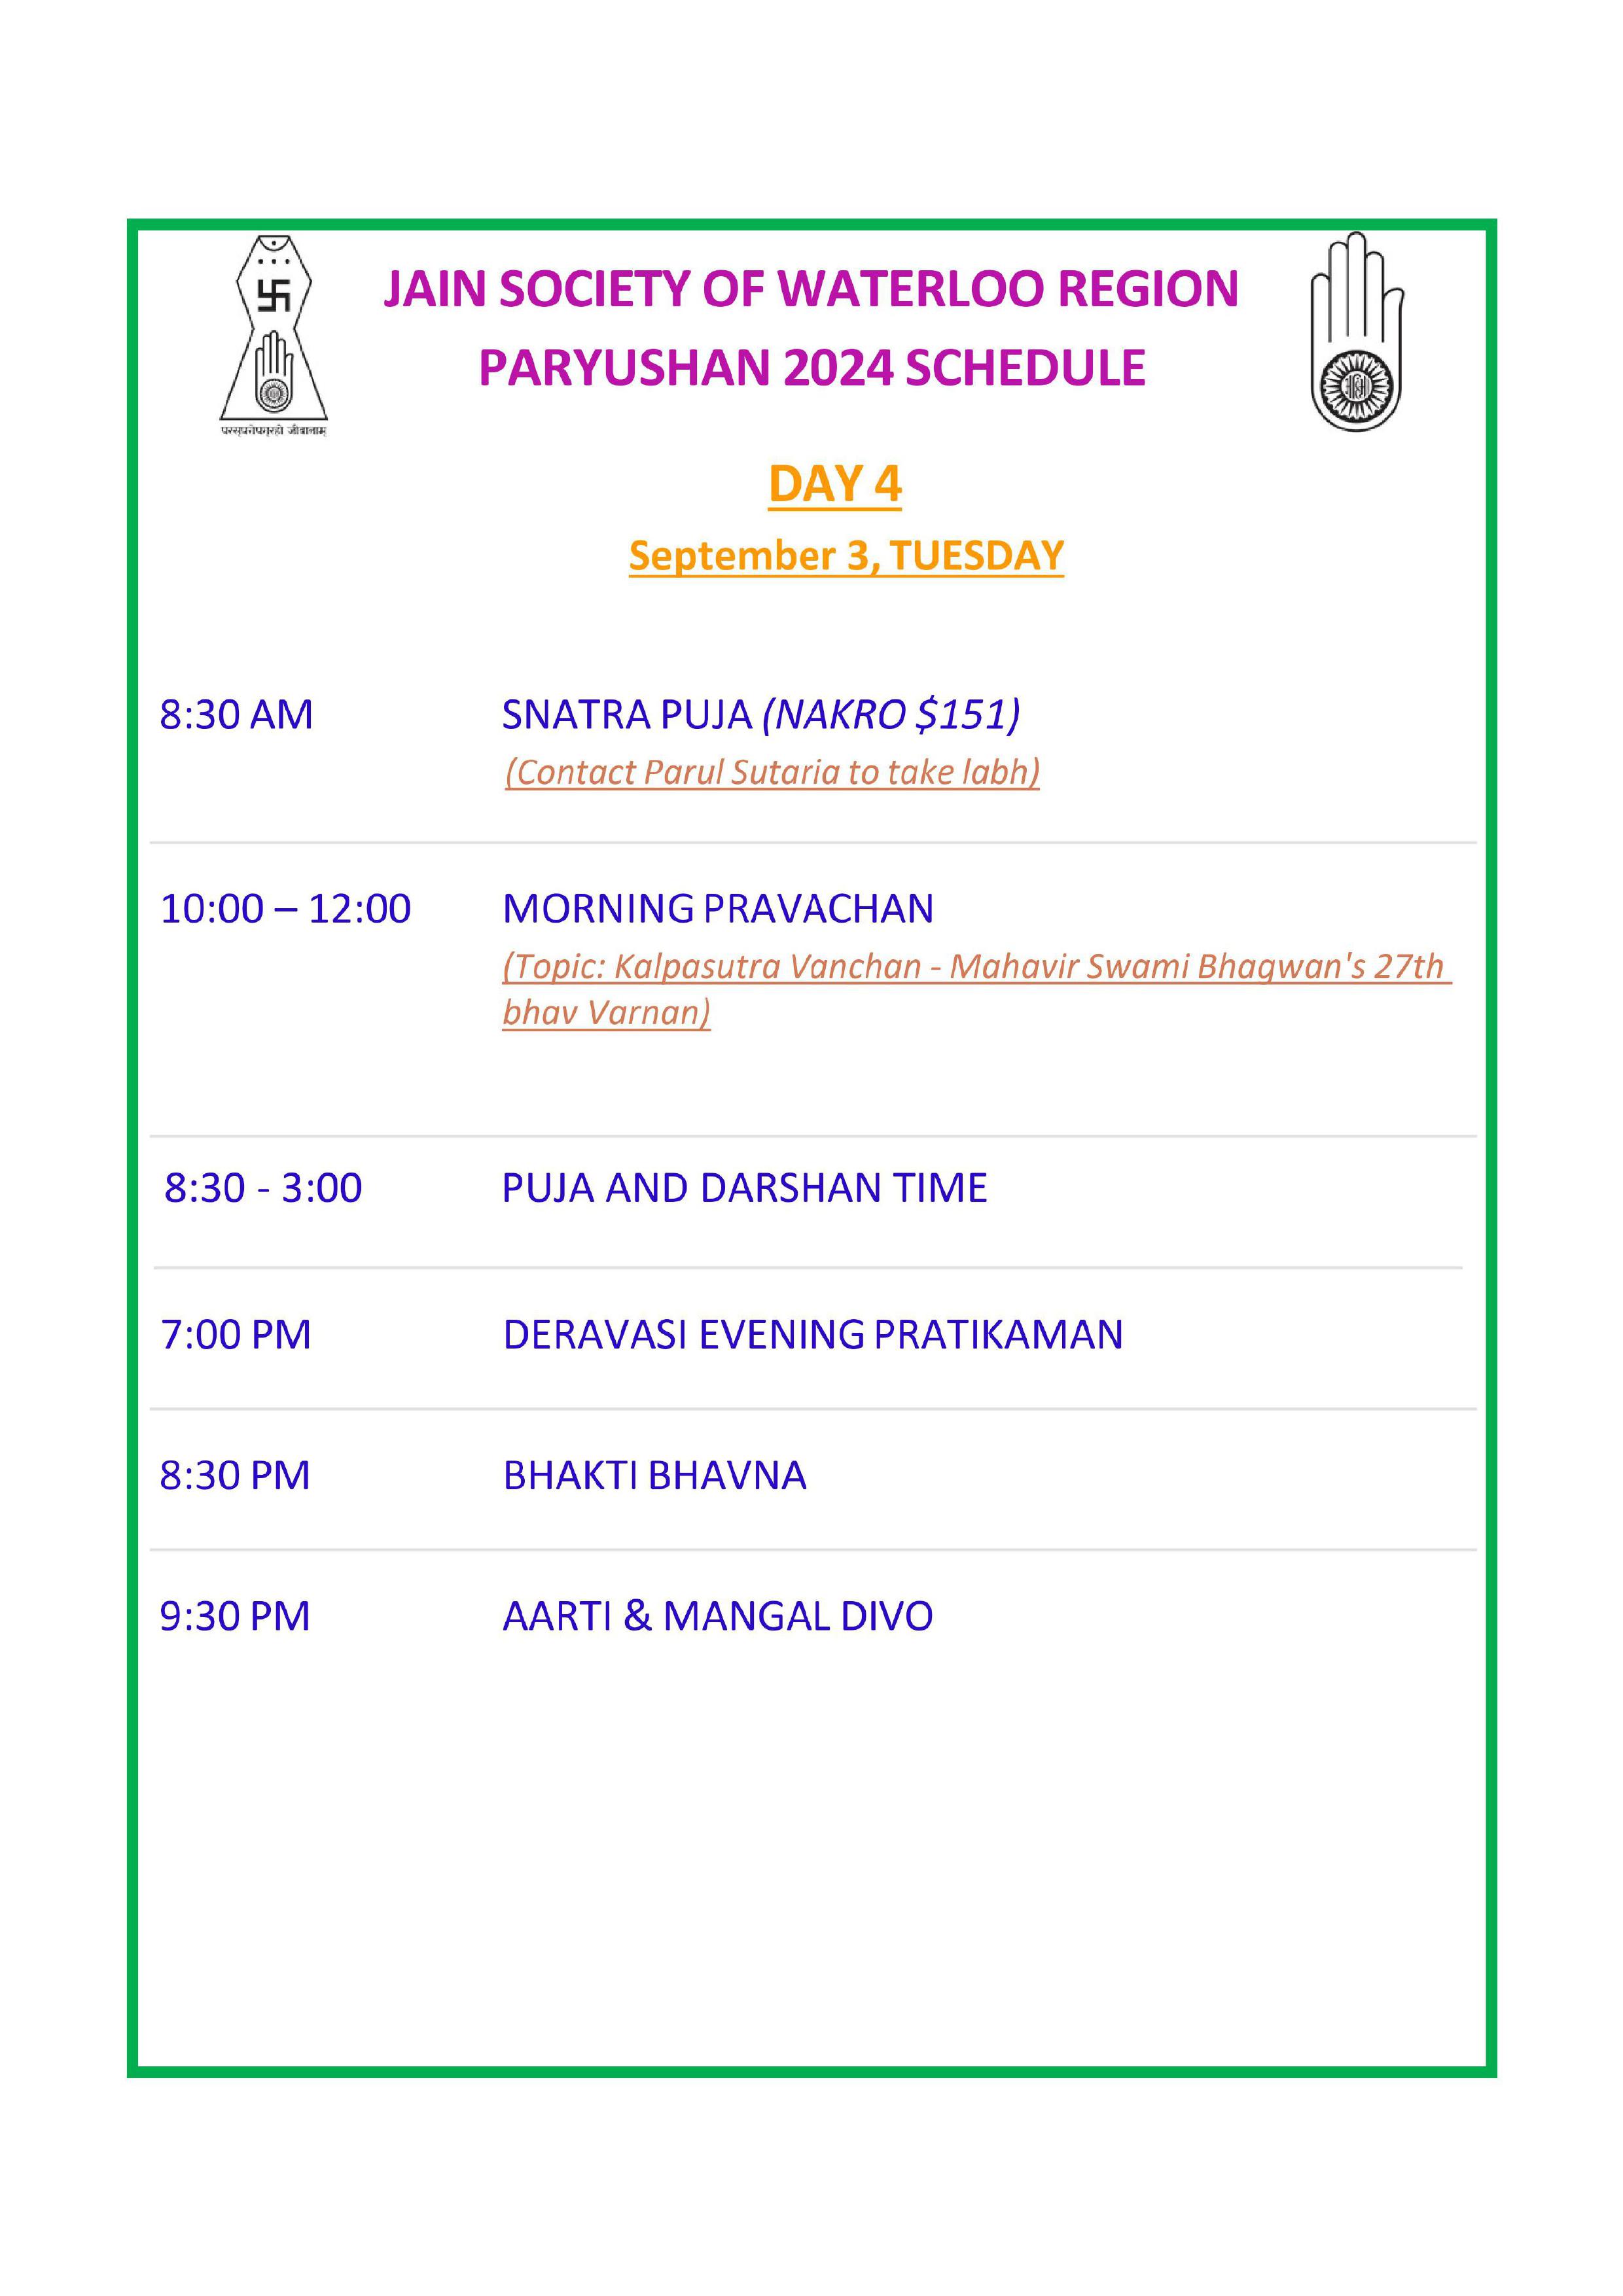 JAIN SOCIETY OF WATERLOO REGION
PARYUSHAN 2024 SCHEDULE
परस्परोपग्रहो जीवानाम्
DAY 4
September 3, TUESDAY
8:30 AM SNATRA PUJA (NAKRO $151)
(Contact Parul Sutaria to take labh)
10:00 – 12:00 MORNING PRAVACHAN
(Topic: Kalpasutra Vanchan - Mahavir Swami Bhagwan's 27th
bhav Varnan)
8:30 - 3:00 PUJA AND DARSHAN TIME
7:00 PM DERAVASI EVENING PRATIKAMAN
8:30 PM BHAKTI BHAVNA
9:30 PM AARTI & MANGAL DIVO